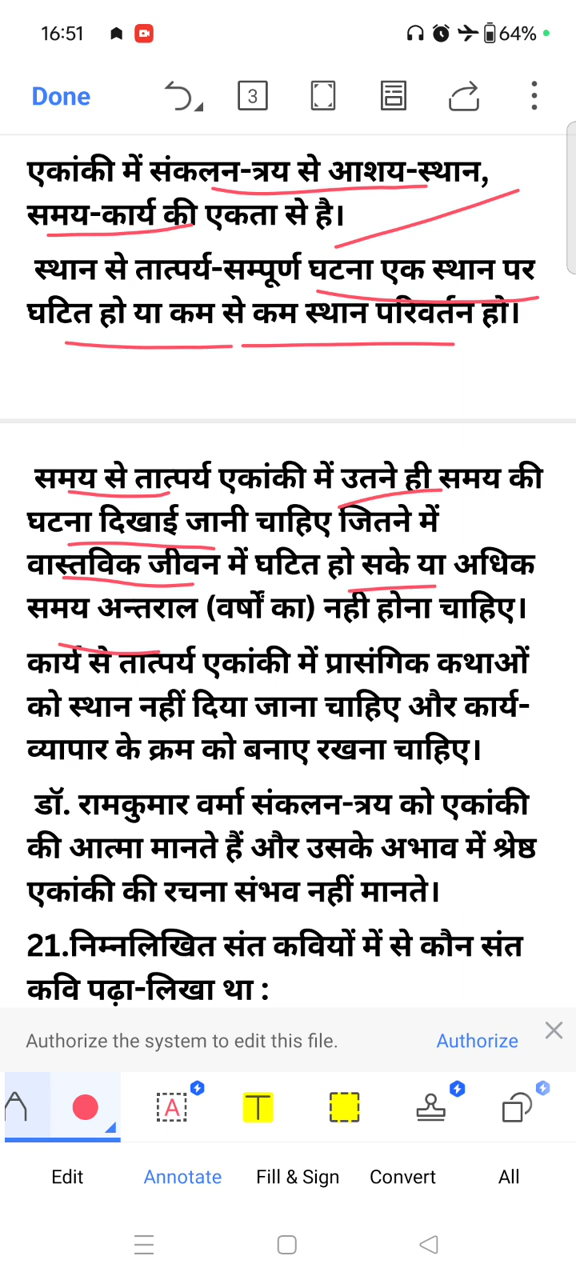 16:51
64%
Done
3
एकांकी में संकलन-त्रय से आशय-स्थान,
समय-कार्य की एकता से है।
स्थान से तात्पर्य-सम्पूर्ण घटना एक स्थान पर
घटित हो या कम से कम स्थान परिवर्तन हो।
समय से तात्पर्य एकांकी में उतने ही समय की
घटना दिखाई जानी चाहिए जितने में
वास्तविक जीवन में घटित हो सके या अधिक
समय अन्तराल (वर्षों का) नही होना चाहिए।
कार्य से तात्पर्य एकांकी में प्रासंगिक कथाओं
को स्थान नहीं दिया जाना चाहिए और कार्य-
व्यापार के क्रम को बनाए रखना चाहिए।
डॉ. रामकुमार वर्मा संकलन-त्रय को एकांकी
की आत्मा मानते हैं और उसके अभाव में श्रेष्ठ
एकांकी की रचना संभव नहीं मानते।
21.निम्नलिखित संत कवियों में से कौन संत
कवि पढ़ा-लिखा था :
Authorize the system to edit this file.
Authorize
A
T
Edit
Annotate
Fill & Sign
Convert
All